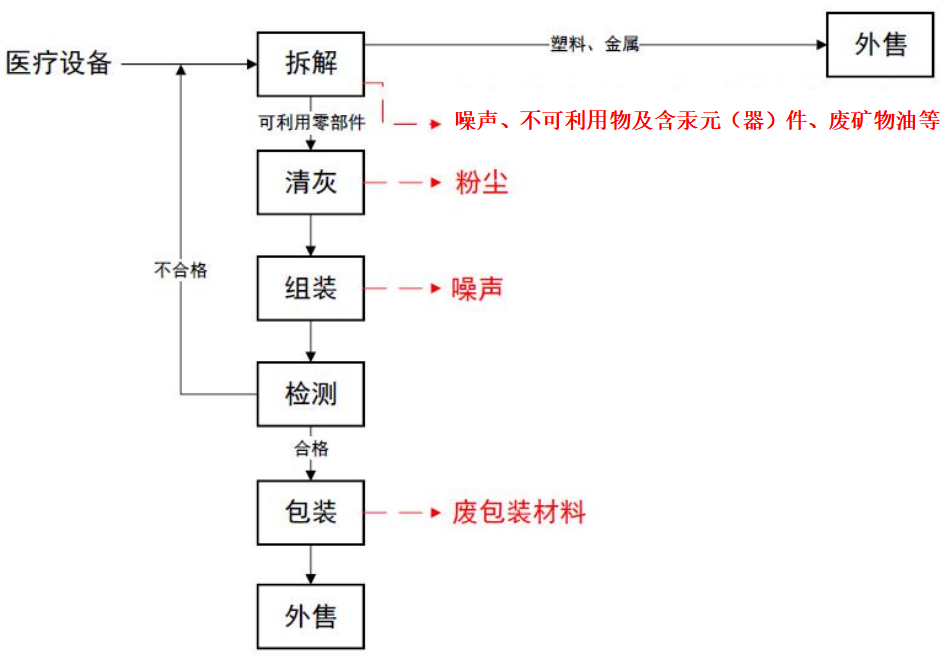 医疗设备
拆解
塑料、金属
外售
噪声、不可利用物及含汞元（器）件、废矿物油等
可利用零部件
清灰
粉尘
不合格
组装
噪声
检测
合格
包装
废包装材料
外售